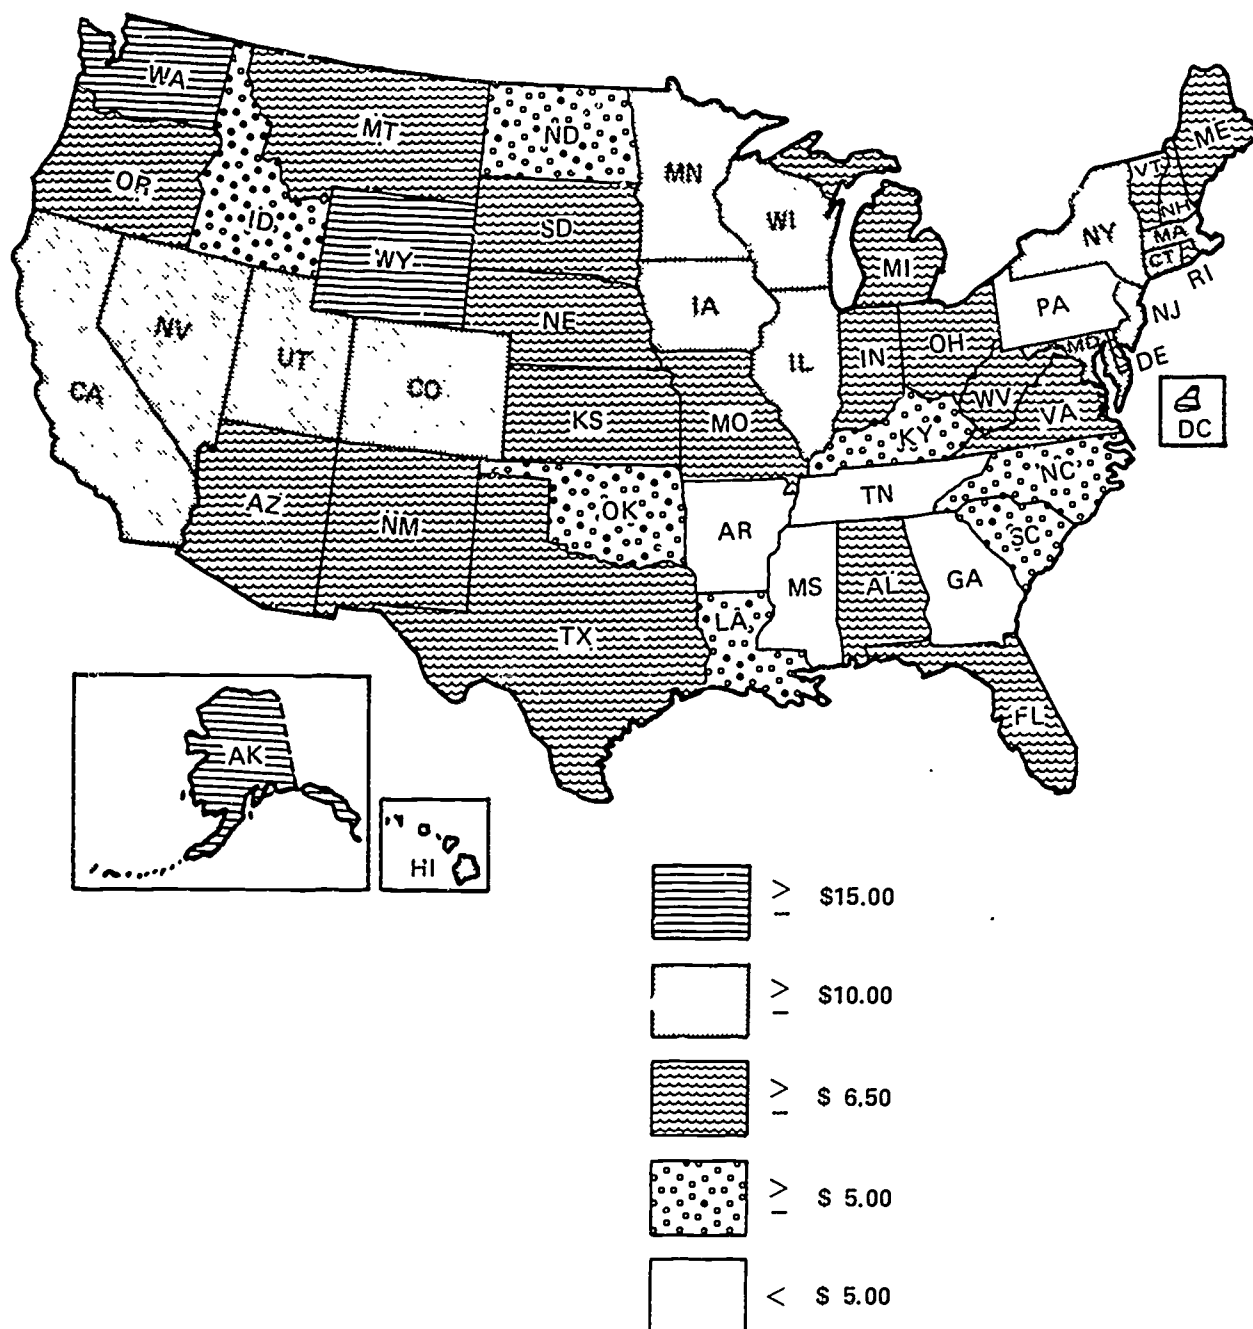 WA
MT
ND
MN
ME
OR
ID
VT
NH
SD
WI
NY
MA
WY
MI
CT
RI
NE
IA
PA
NJ
NV
UT
CO
IL
IN
OH
MD
DE
CA
KS
MO
WV
VA
KY
DC
AZ
NM
OK
TN
NC
AR
SC
MS
AL
GA
TX
LA
FL
AK
HI
≥ $15.00
≥ $10.00
≥ $ 6.50
≥ $ 5.00
< $ 5.00